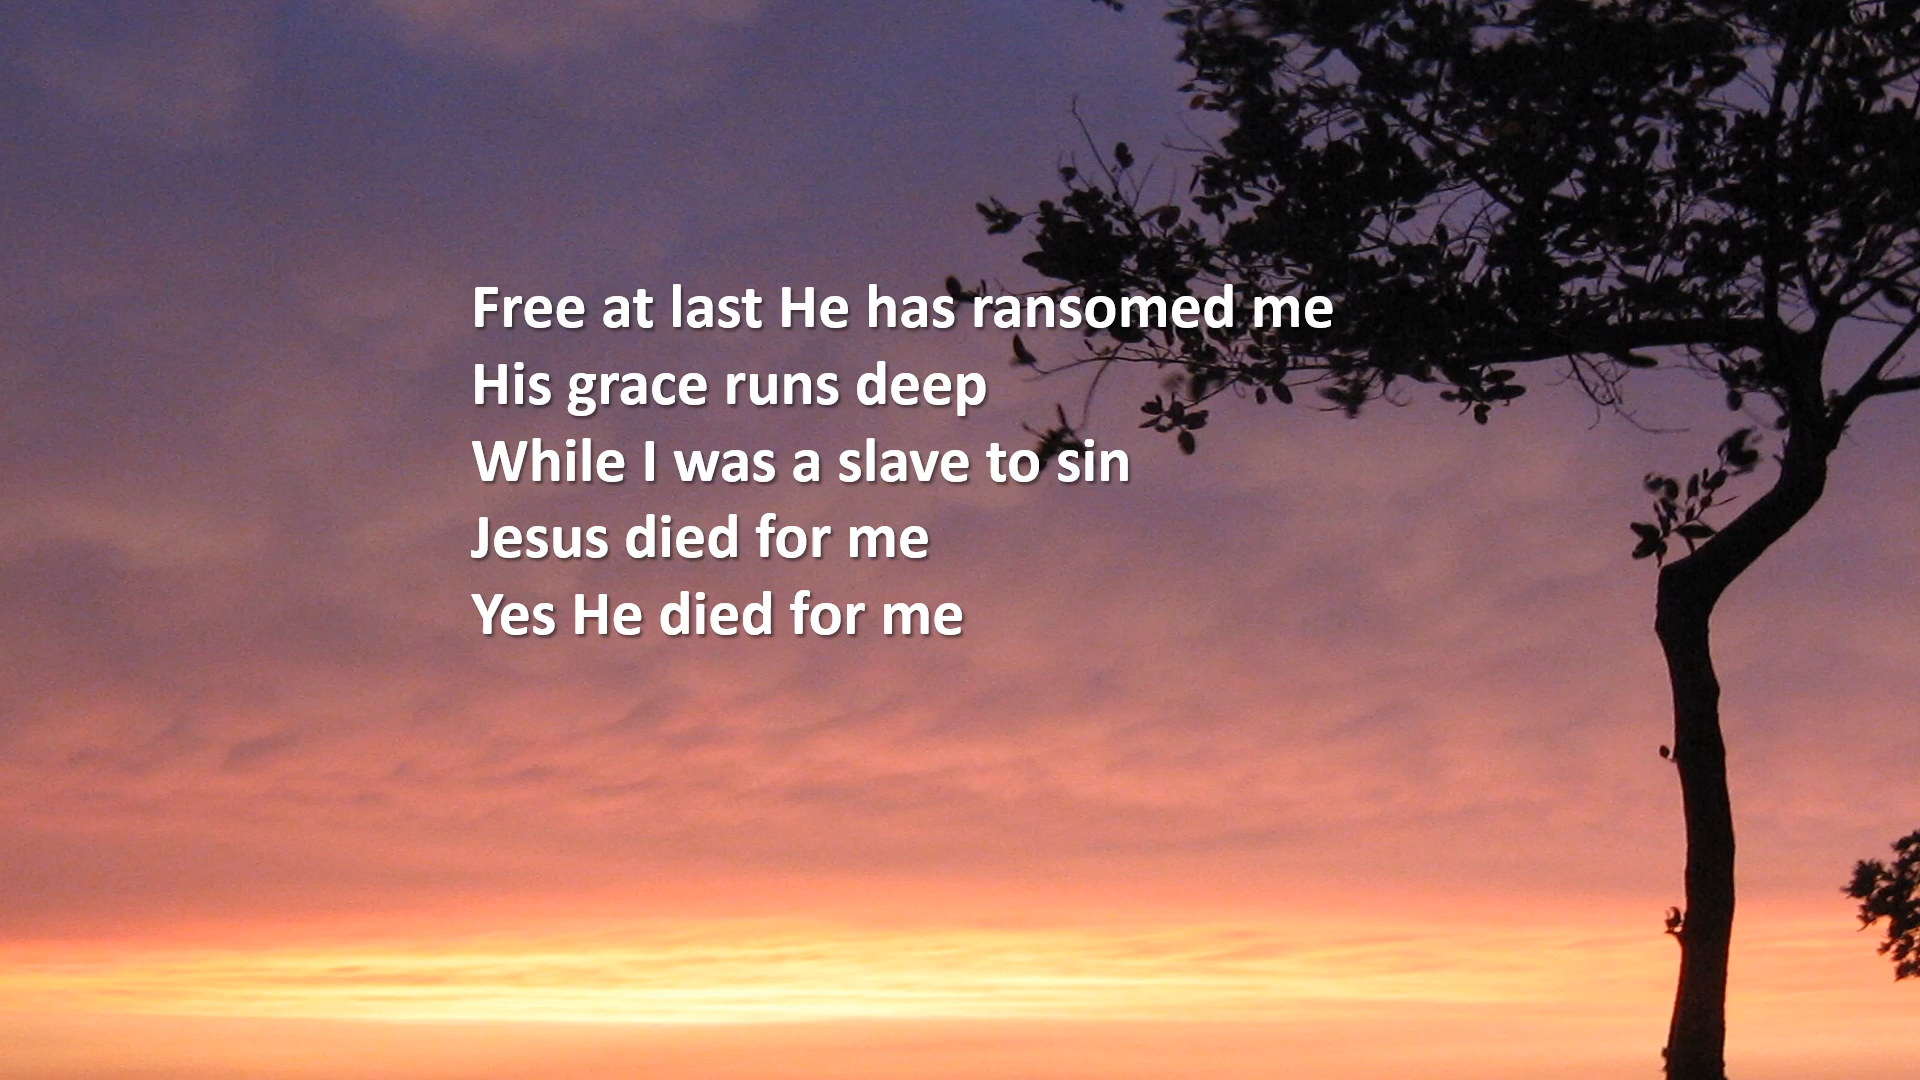 Free at last He has ransomed me
His grace runs deep
While I was a slave to sin
Jesus died for me
Yes He died for me